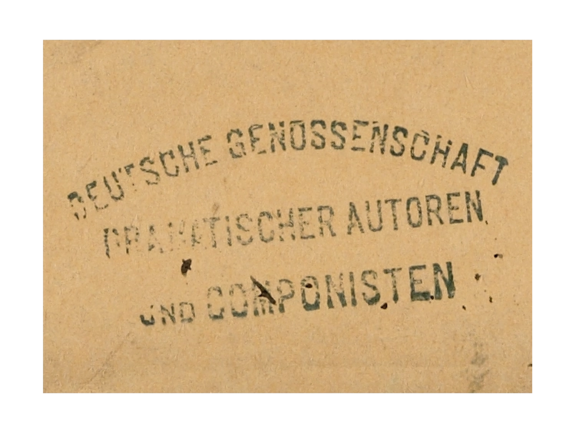 DEUTSCHE GENOSSENSCHAFT
DRAMATISCHER AUTOREN
UND COMPONISTEN